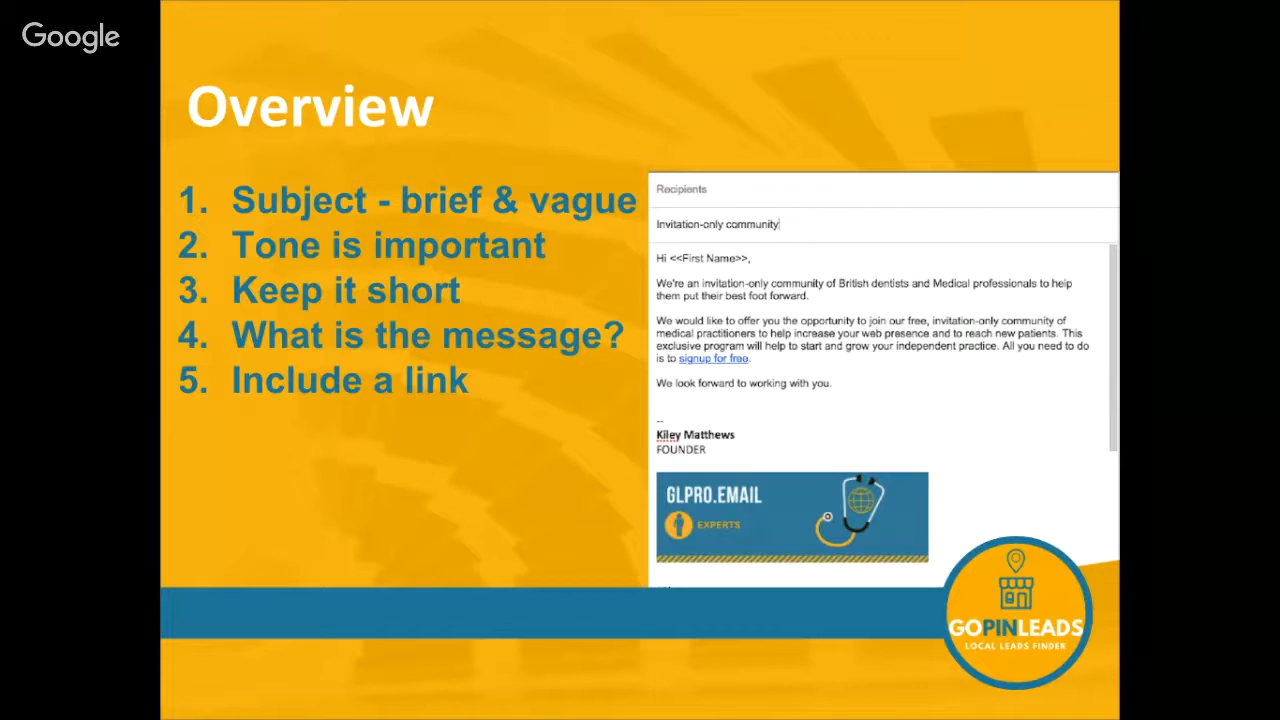 Google
Overview
1. Subject - brief & vague
2. Tone is important
3. Keep it short
4. What is the message?
5. Include a link
Recipients
Invitation-only community
Hi <<First Name>>,
We're an invitation-only community of British dentists and Medical professionals to help
them put their best foot forward.
We would like to offer you the opportunity to join our free, invitation-only community of
medical practitioners to help increase your web presence and to reach new patients. This
exclusive program will help to start and grow your independent practice. All you need to do
is to signup for free.
We look forward to working with you.
--
Kiley Matthews
FOUNDER
GLPRO.EMAIL
EXPERTS
GOPINLEADS
LOCAL LEADS FINDER